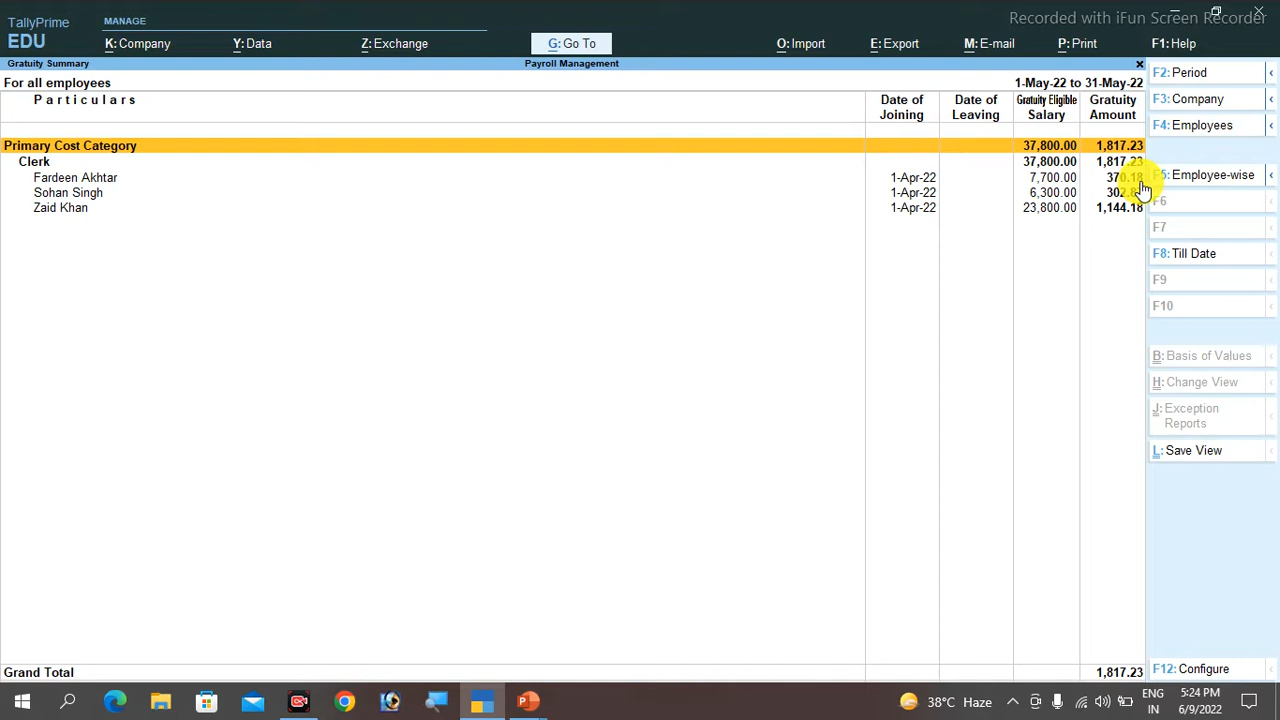 Recorded with iFun Screen Recorder
TallyPrime
EDU
MANAGE
K: Company
Y: Data
Z: Exchange
G: Go To
O: Import
E: Export
M: E-mail
P: Print
F1: Help
Gratuity Summary
Payroll Management
For all employees
1-May-22 to 31-May-22
Particulars
Date of Joining
Date of Leaving
Gratuity Eligible Salary
Gratuity Amount
Primary Cost Category 37,800.00 1,817.23
Clerk 37,800.00 1,817.23
Fardeen Akhtar 1-Apr-22 7,700.00 370.18
Sohan Singh 1-Apr-22 6,300.00
Zaid Khan 1-Apr-22 23,800.00 1,144.18
Grand Total 1,817.23
F2: Period
F3: Company
F4: Employees
F5: Employee-wise
F6
F7
F8: Till Date
F9
F10
B: Basis of Values
H: Change View
J: Exception
Reports
L: Save View
F12: Configure
38°C Haze
ENG
IN
5:24 PM
6/9/2022